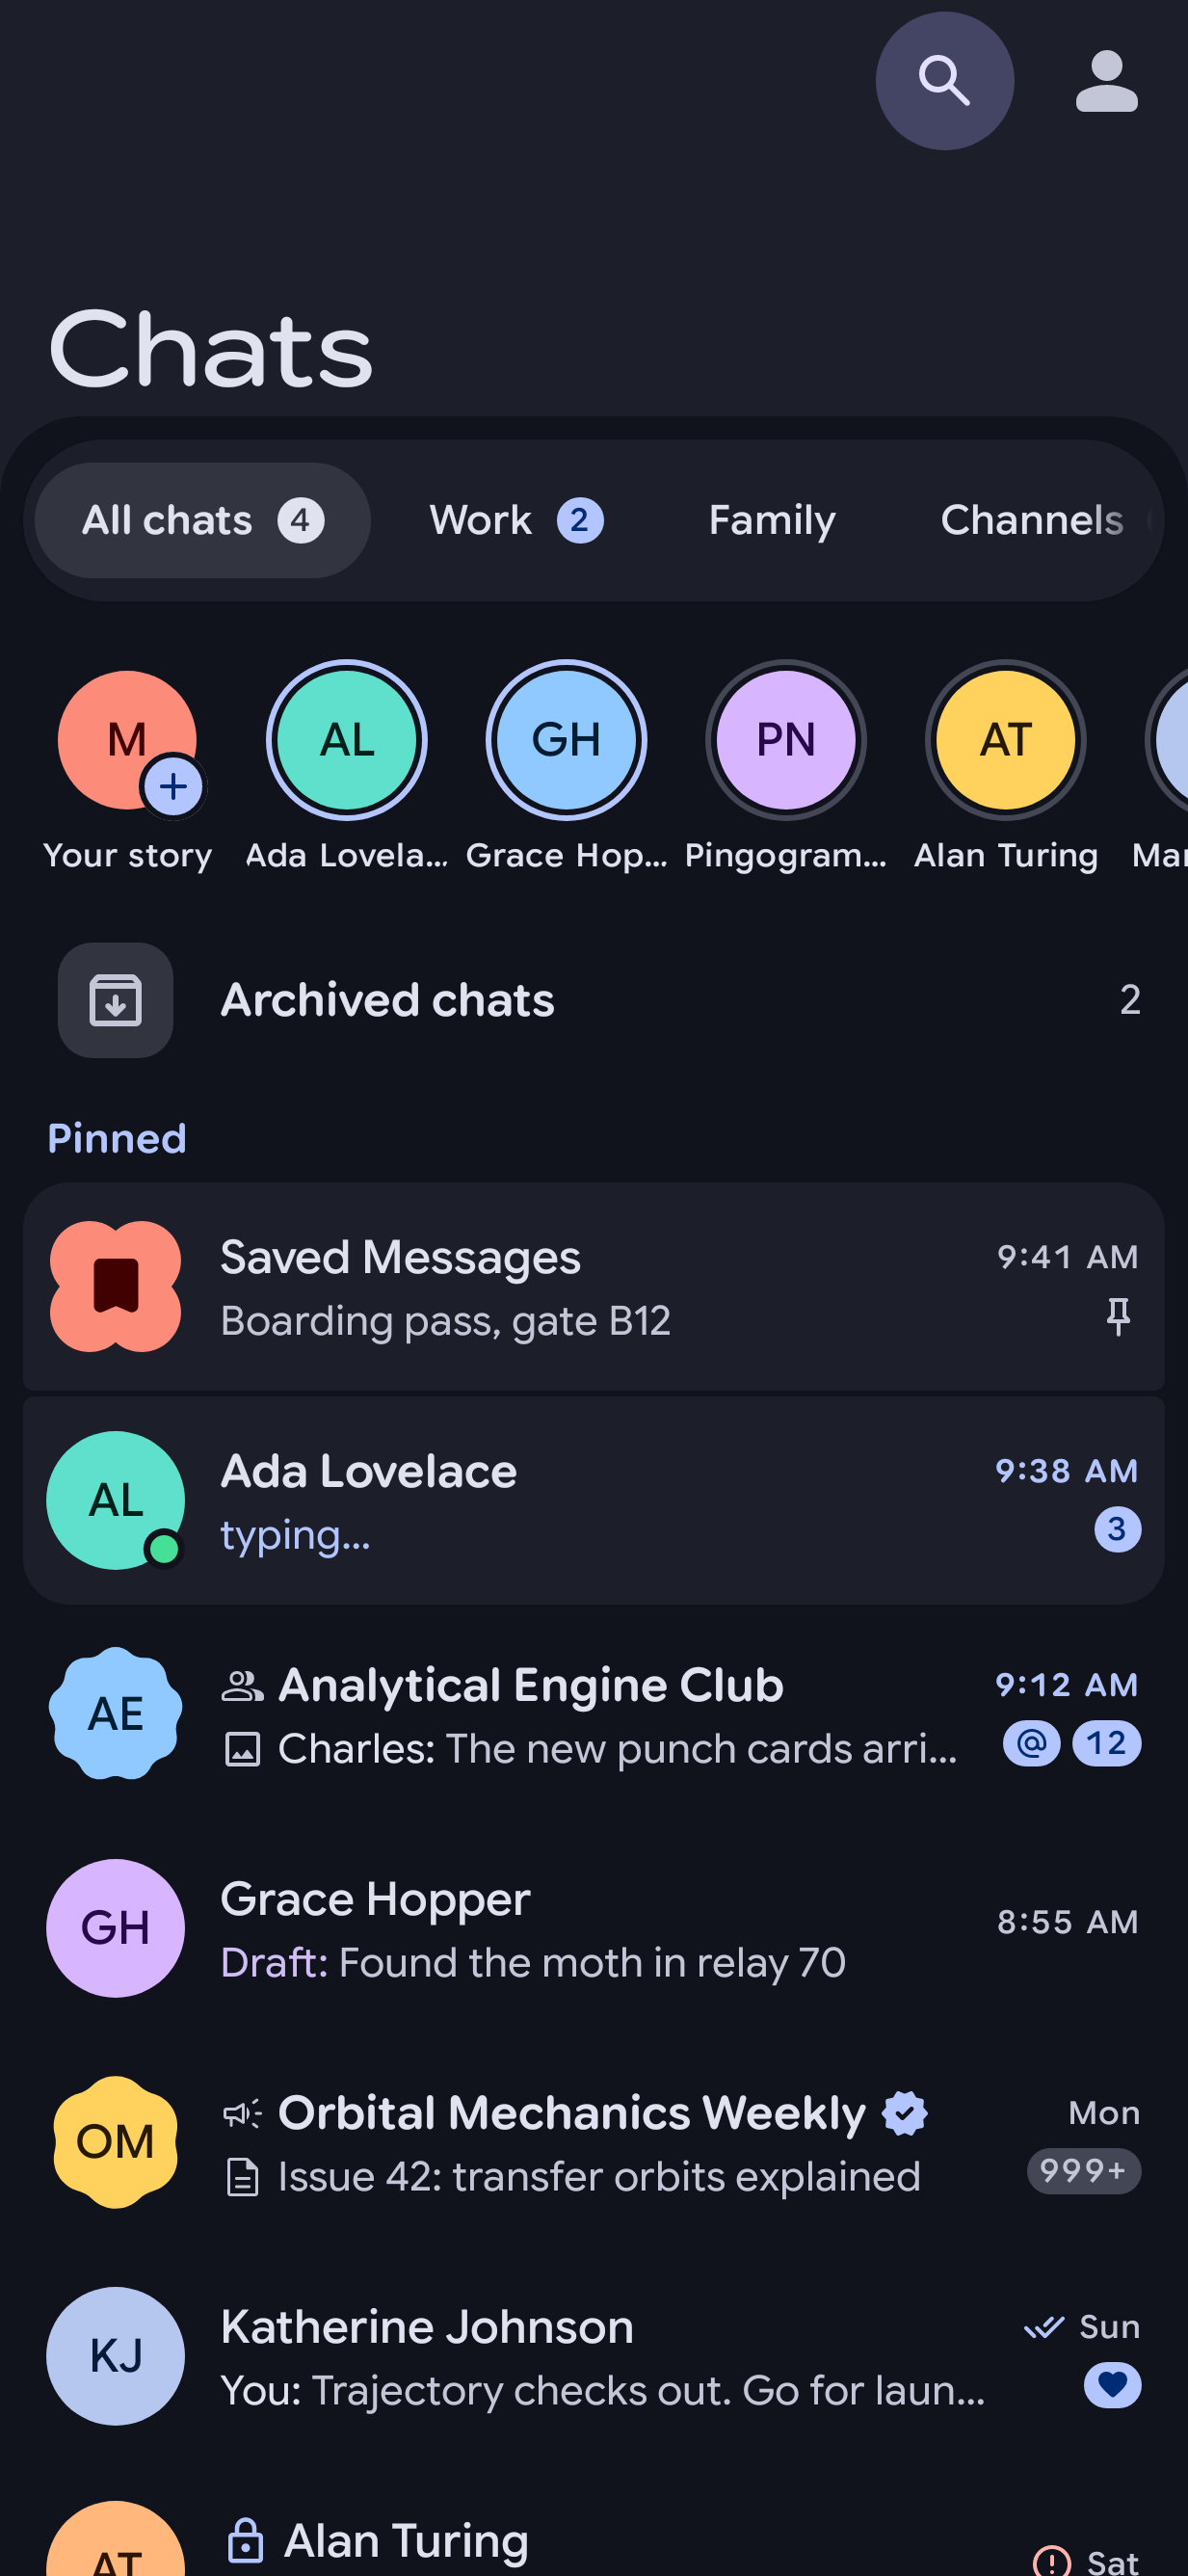 Chats
All chats 4 Work 2 Family Channels
M AL GH PN AT
Your story Ada Lovela... Grace Hop... Pingogram... Alan Turing
Archived chats 2
Pinned
Saved Messages 9:41 AM
Boarding pass, gate B12
AL Ada Lovelace 9:38 AM
typing... 3
AE Analytical Engine Club 9:12 AM
Charles: The new punch cards arri... @ 12
GH Grace Hopper 8:55 AM
Draft: Found the moth in relay 70
OM Orbital Mechanics Weekly Mon
Issue 42: transfer orbits explained 999+
KJ Katherine Johnson Sun
You: Trajectory checks out. Go for laun...
AT Alan Turing Sat